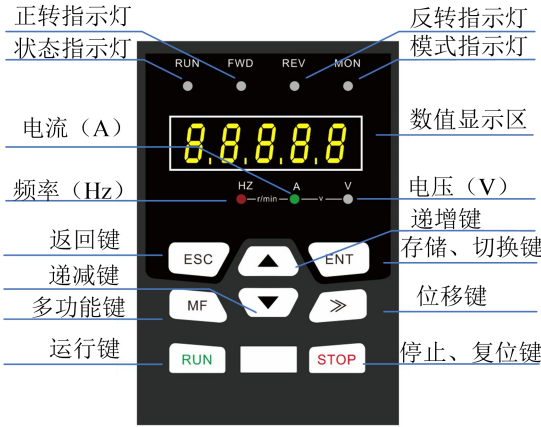 正转指示灯
反转指示灯
状态指示灯
模式指示灯
RUN FWD REV MON
8.8.8.8.8
电流（A）
数值显示区
HZ A V
r/min v
频率（Hz）
电压（V）
递增键
返回键
存储、切换键
ESC ▲ ENT
递减键
多功能键
位移键
MF ▼ ≫
运行键
停止、复位键
RUN STOP